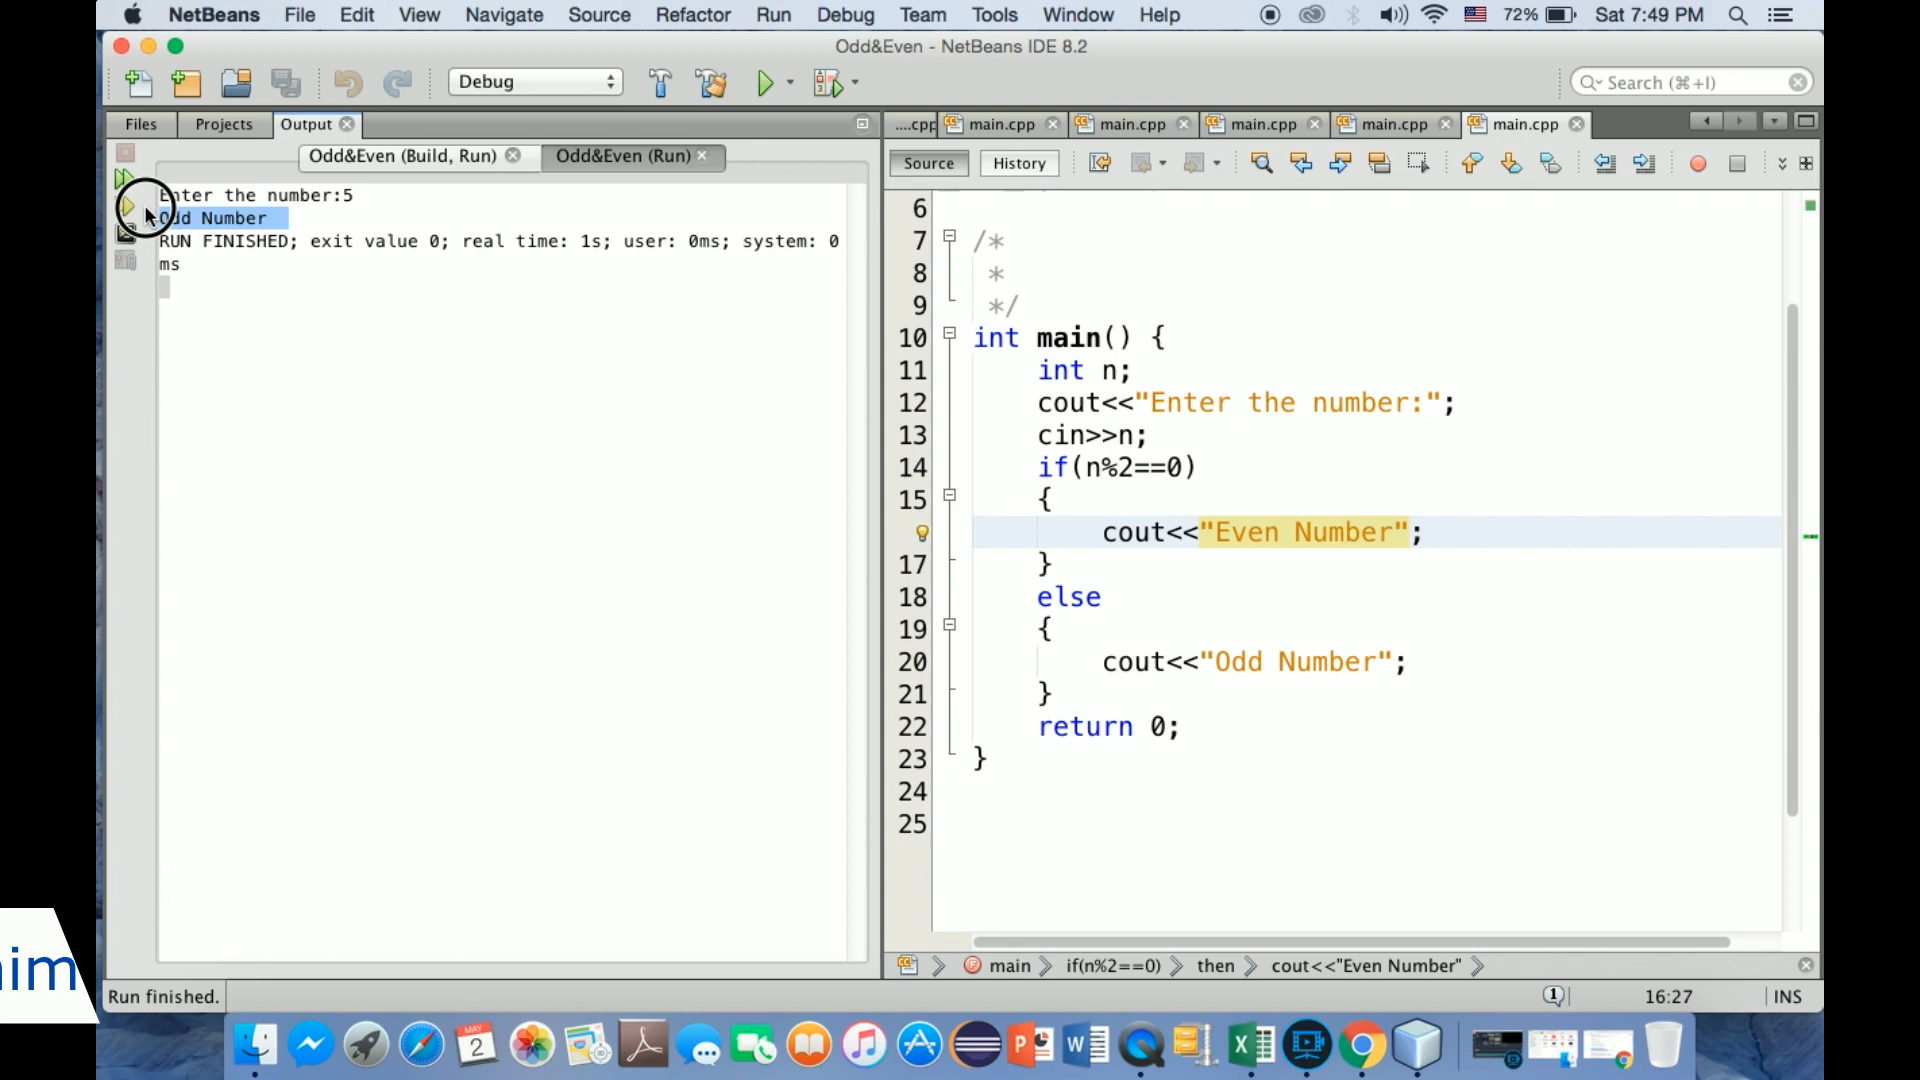 NetBeans File Edit View Navigate Source Refactor Run Debug Team Tools Window Help 72% Sat 7:49 PM
Odd&Even - NetBeans IDE 8.2
Debug Search (⌘+I)
Files Projects Output ....cpp main.cpp main.cpp main.cpp main.cpp main.cpp
Odd&Even (Build, Run) Odd&Even (Run)
Source History
Enter the number:5
Odd Number
RUN FINISHED; exit value 0; real time: 1s; user: 0ms; system: 0
ms
6
7 /*
8 *
9 */
10 int main() {
11 int n;
12 cout<<"Enter the number:";
13 cin>>n;
14 if(n%2==0)
15 {
cout<<"Even Number";
17 }
18 else
19 {
20 cout<<"Odd Number";
21 }
22 return 0;
23 }
24
25
main if(n%2==0) then cout<<"Even Number"
Run finished. 1 16:27 INS
MAY
2